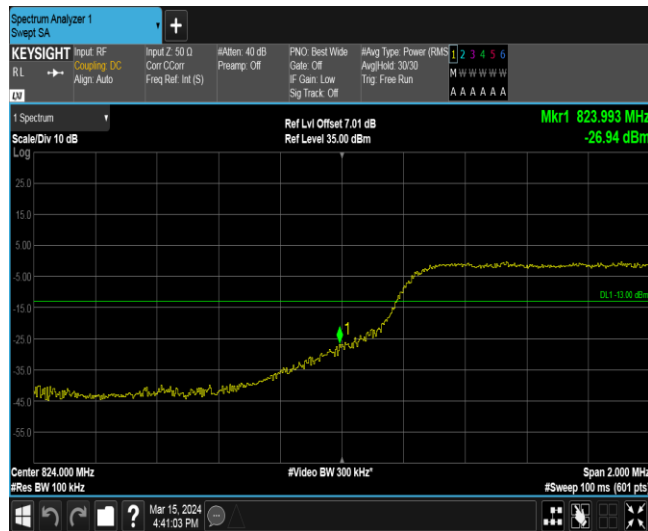 Spectrum Analyzer 1
Swept SA
+
KEYSIGHT
RL
LXI
Input: RF
Coupling: DC
Align: Auto
Input Z: 50 Ω
Corr CCorr
Freq Ref: Int (S)
#Atten: 40 dB
Preamp: Off
PNO: Best Wide
Gate: Off
IF Gain: Low
Sig Track: Off
#Avg Type: Power (RMS
Avg|Hold: 30/30
Trig: Free Run
1 2 3 4 5 6
M W W W W W
A A A A A A
1 Spectrum
Scale/Div 10 dB
Log
Ref Lvl Offset 7.01 dB
Ref Level 35.00 dBm
Mkr1 823.993 MHz
-26.94 dBm
25.0
15.0
5.00
-5.00
-15.0
-25.0
-35.0
-45.0
-55.0
DL1 -13.00 dBm
1
Center 824.000 MHz
#Res BW 100 kHz
#Video BW 300 kHz*
Span 2.000 MHz
#Sweep 100 ms (601 pts)
?
Mar 15, 2024
4:41:03 PM